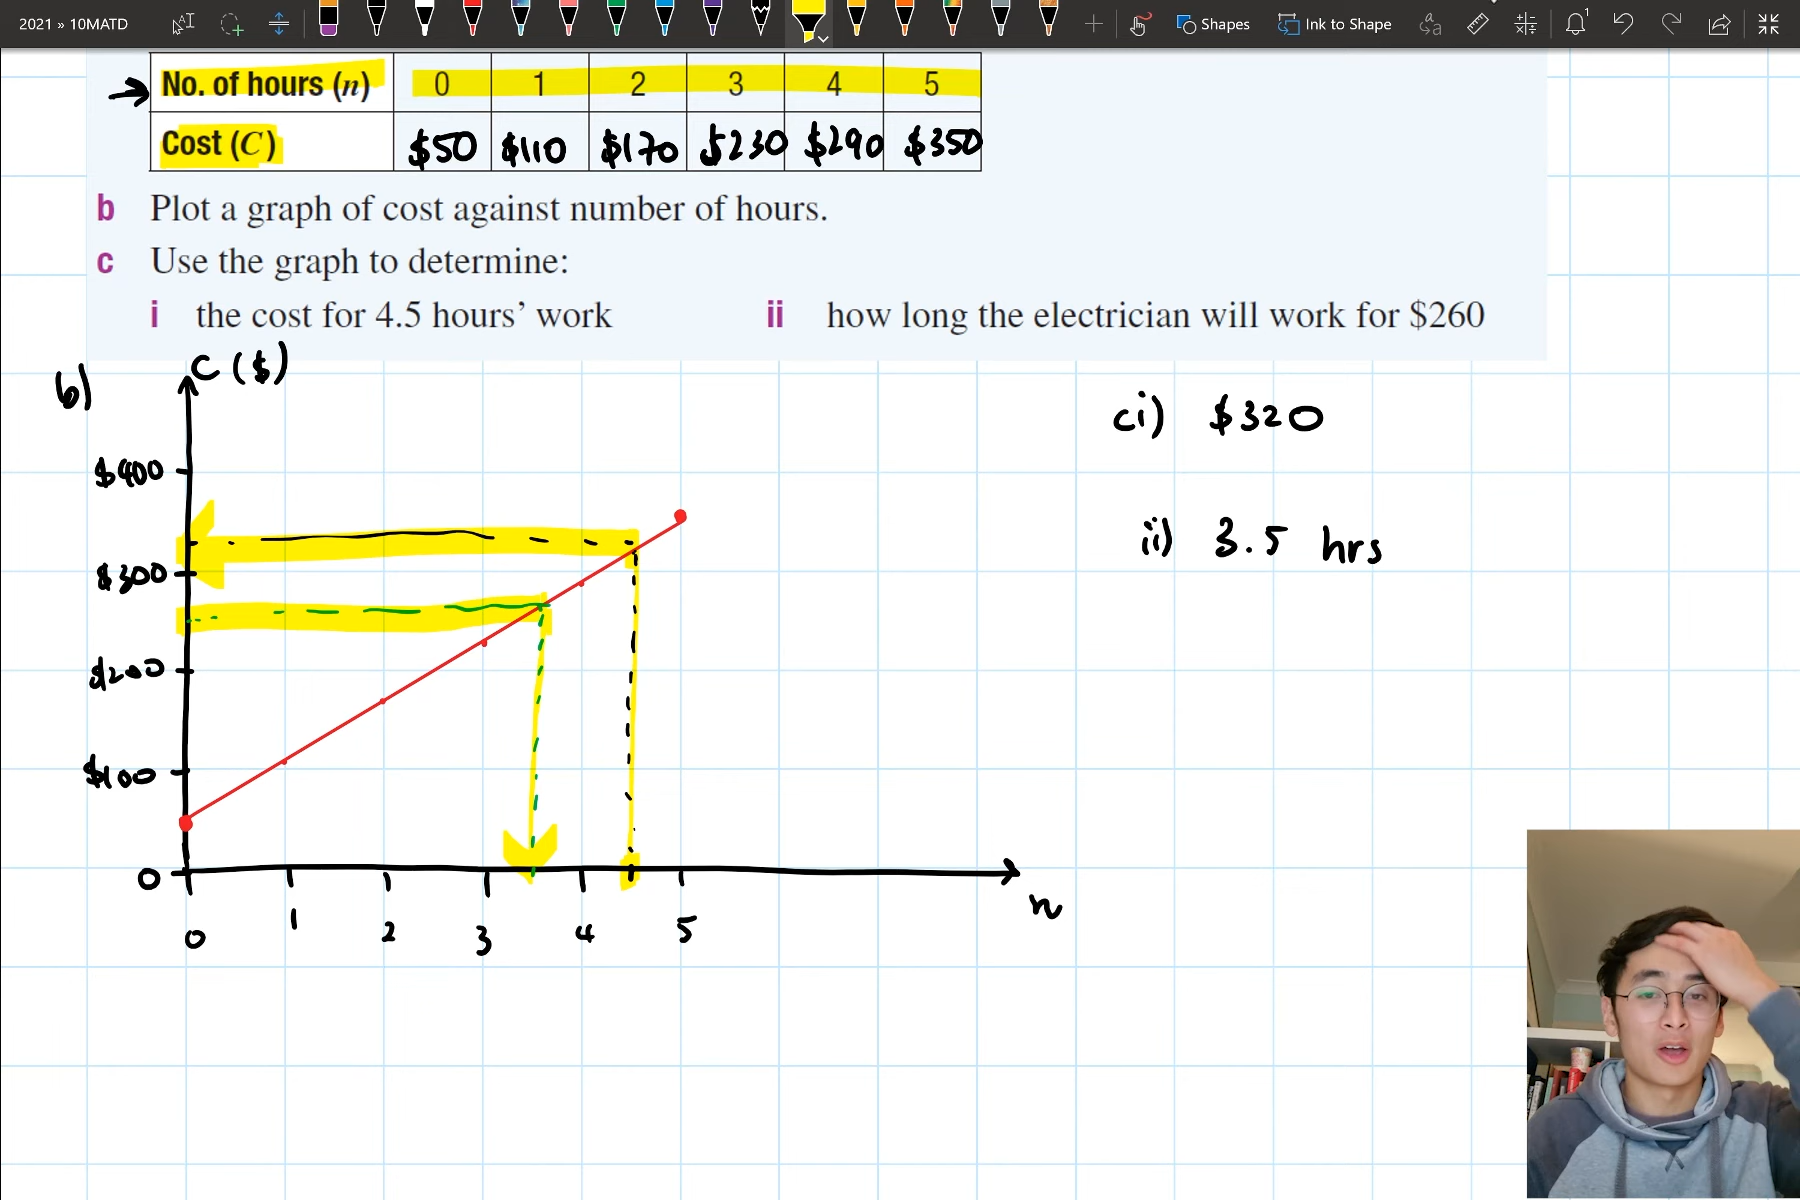 2021 » 10MATD
Shapes
Ink to Shape
1
No. of hours (n) 0 1 2 3 4 5
Cost (C) $50 $110 $170 $230 $290 $350
b Plot a graph of cost against number of hours.
c Use the graph to determine:
i the cost for 4.5 hours’ work
ii how long the electrician will work for $260
b)
C ($)
$400
$300
$200
$100
0
0 1 2 3 4 5
n
ci) $320
ii) 3.5 hrs